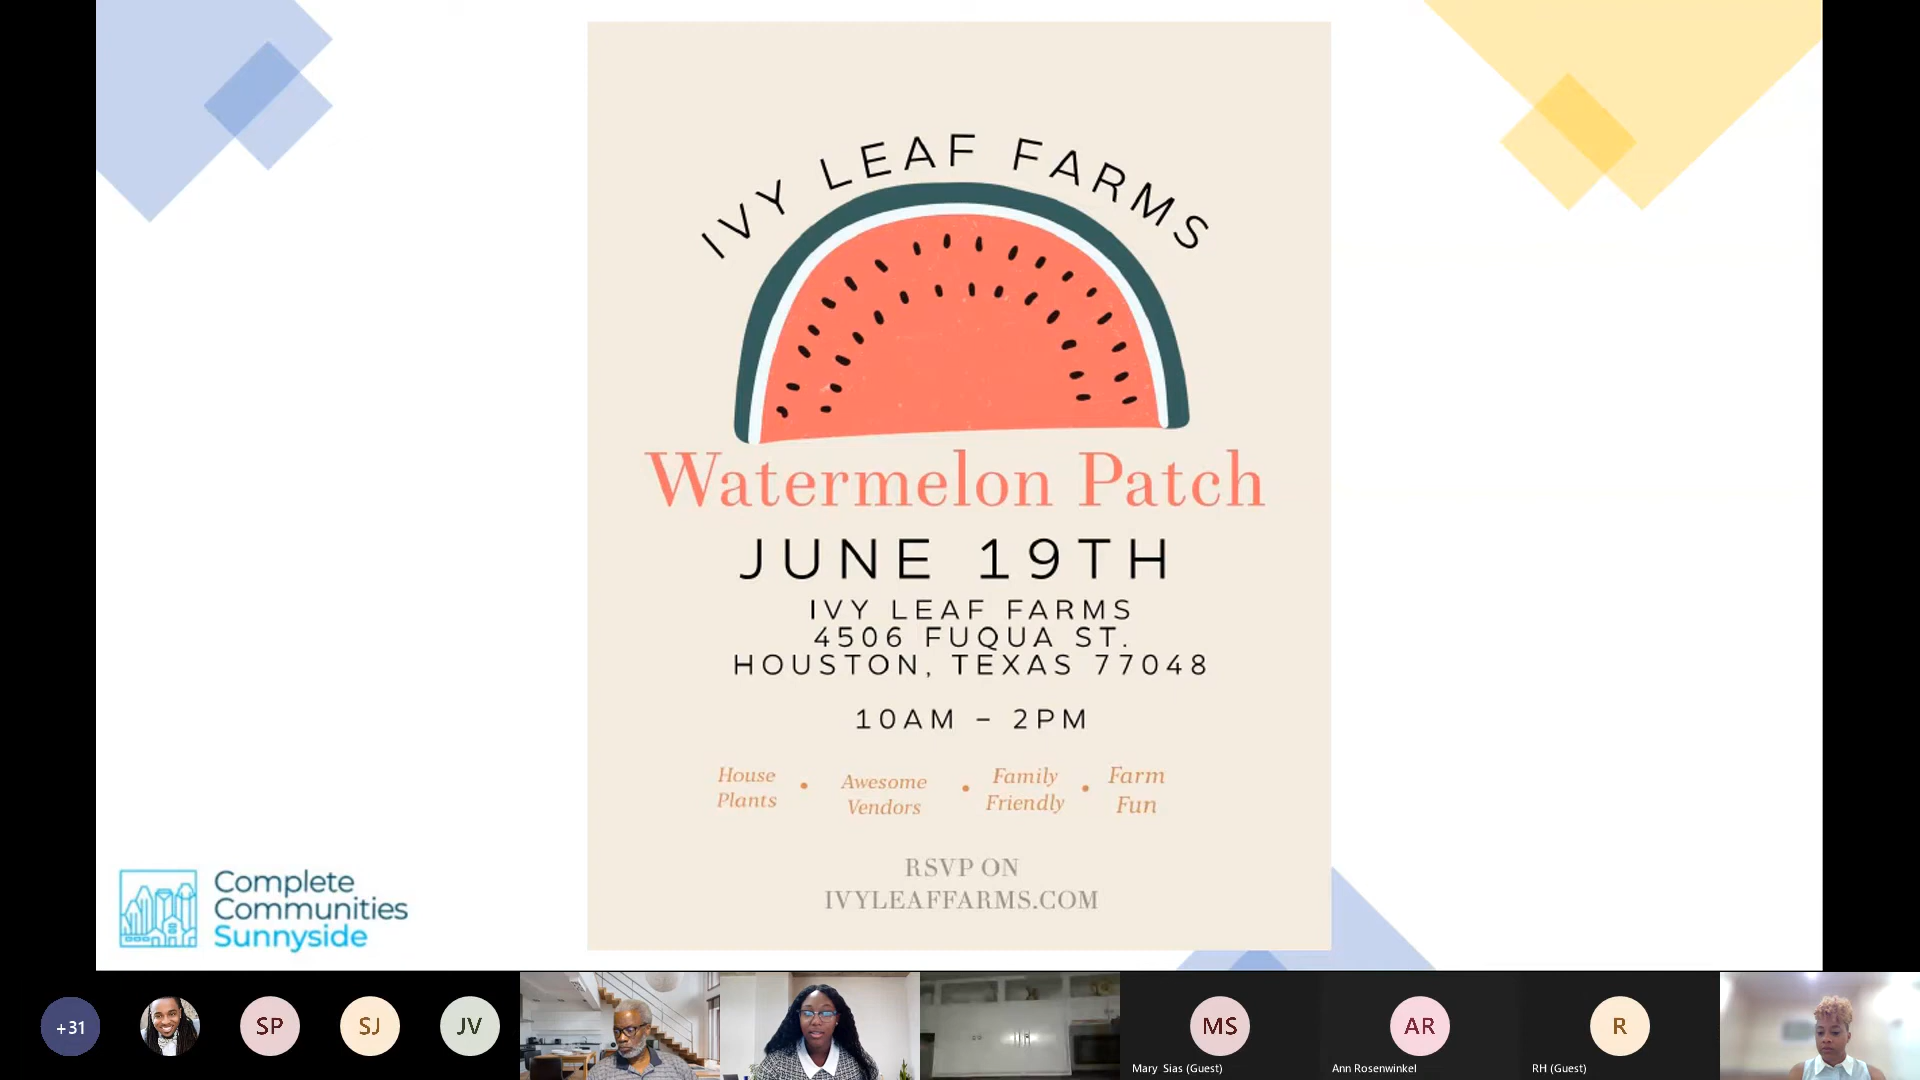 IVY LEAF FARMS
Watermelon Patch
JUNE 19TH
IVY LEAF FARMS
4506 FUQUA ST.
HOUSTON, TEXAS 77048
10AM – 2PM
House Plants • Awesome Vendors • Family Friendly • Farm Fun
RSVP ON
IVYLEAFFARMS.COM
Complete
Communities
Sunnyside
+31
SP
SJ
JV
MS
Mary Sias (Guest)
AR
Ann Rosenwinkel
R
RH (Guest)